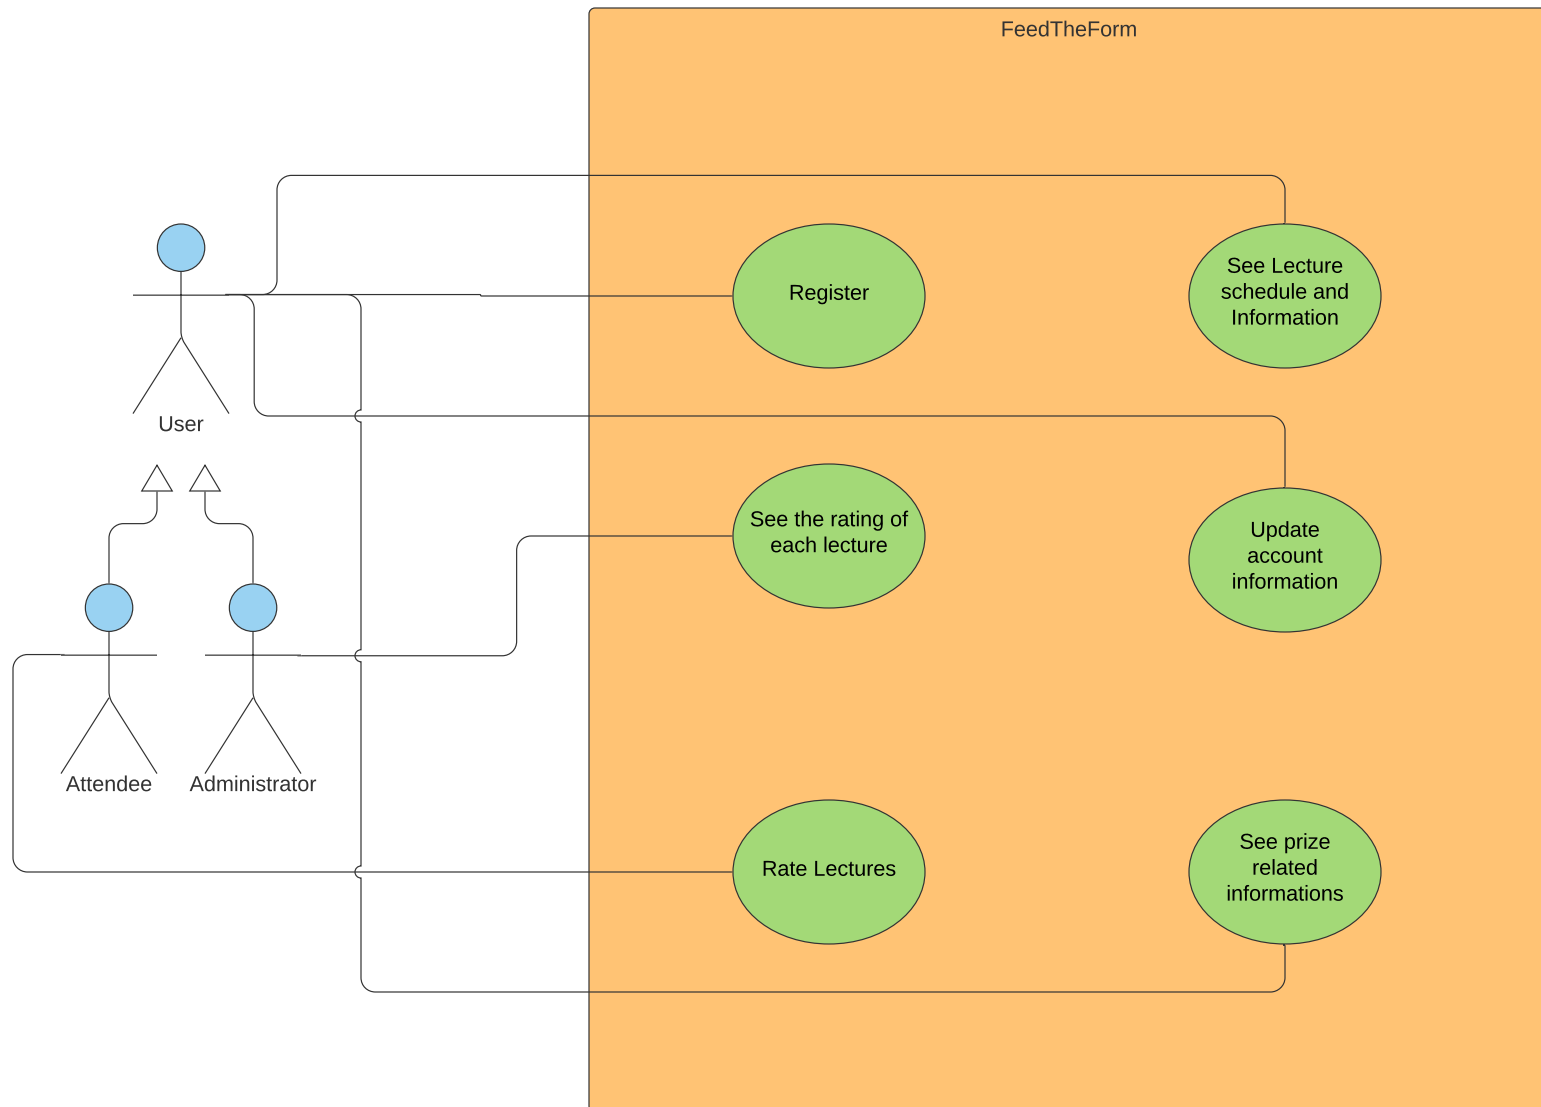 FeedTheForm
Register
See Lecture
schedule and
Information
User
See the rating of
each lecture
Update
account
information
Attendee
Administrator
Rate Lectures
See prize
related
informations